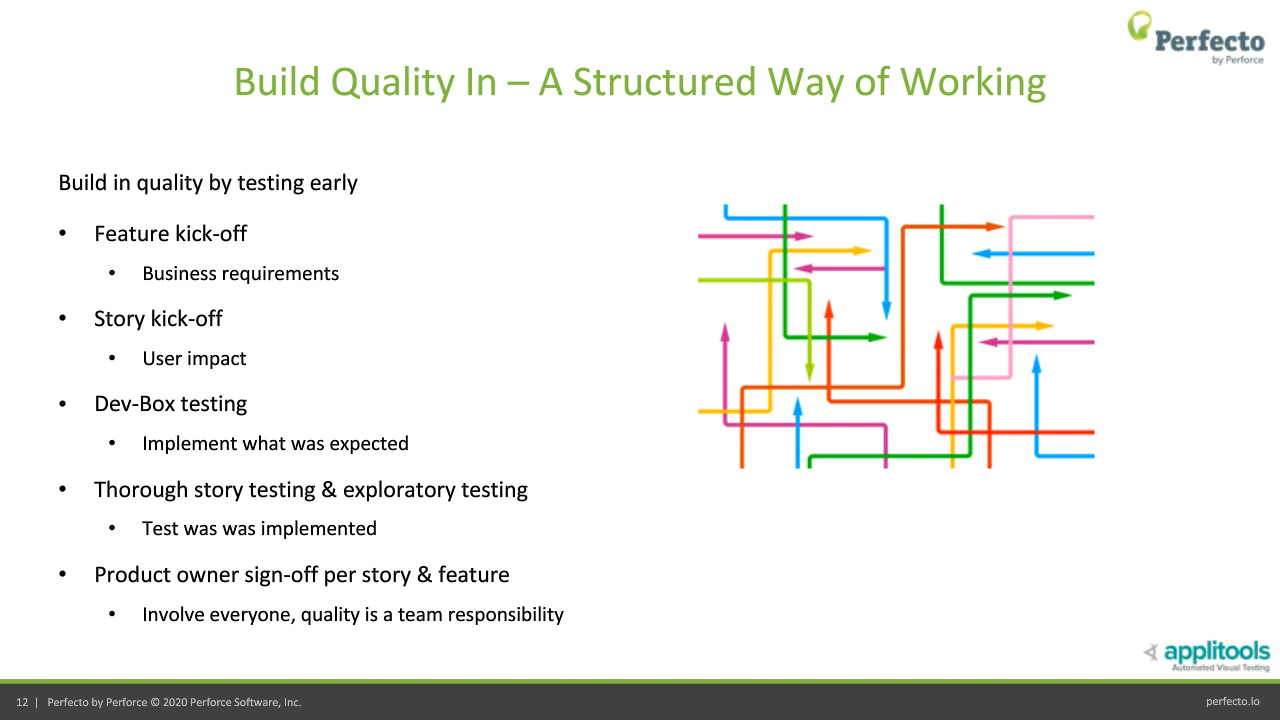 Perfecto
by Perforce
Build Quality In – A Structured Way of Working
Build in quality by testing early
• Feature kick-off
• Business requirements
• Story kick-off
• User impact
• Dev-Box testing
• Implement what was expected
• Thorough story testing & exploratory testing
• Test was was implemented
• Product owner sign-off per story & feature
• Involve everyone, quality is a team responsibility
applitools
Automated Visual Testing
12 | Perfecto by Perforce © 2020 Perforce Software, Inc.
perfecto.io